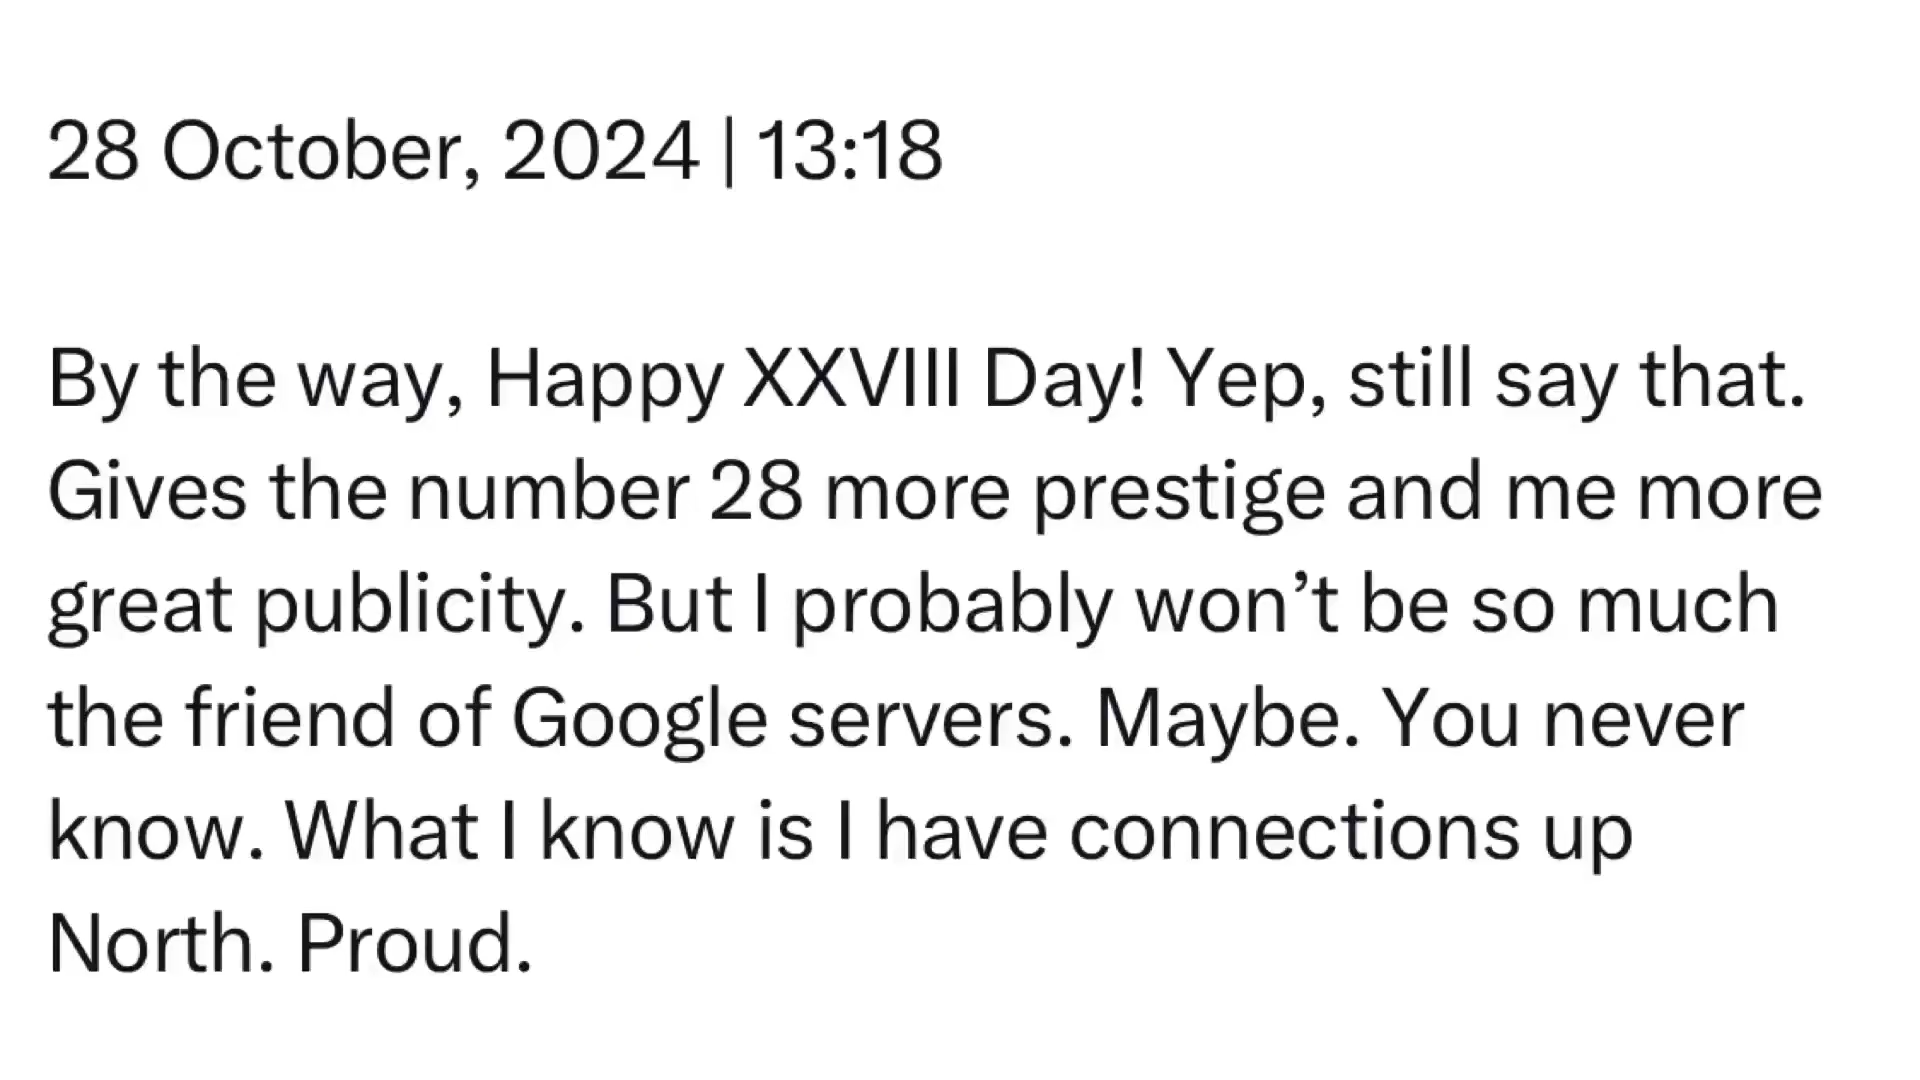 28 October, 2024 | 13:18
By the way, Happy XXVIII Day! Yep, still say that.
Gives the number 28 more prestige and me more
great publicity. But I probably won’t be so much
the friend of Google servers. Maybe. You never
know. What I know is I have connections up
North. Proud.